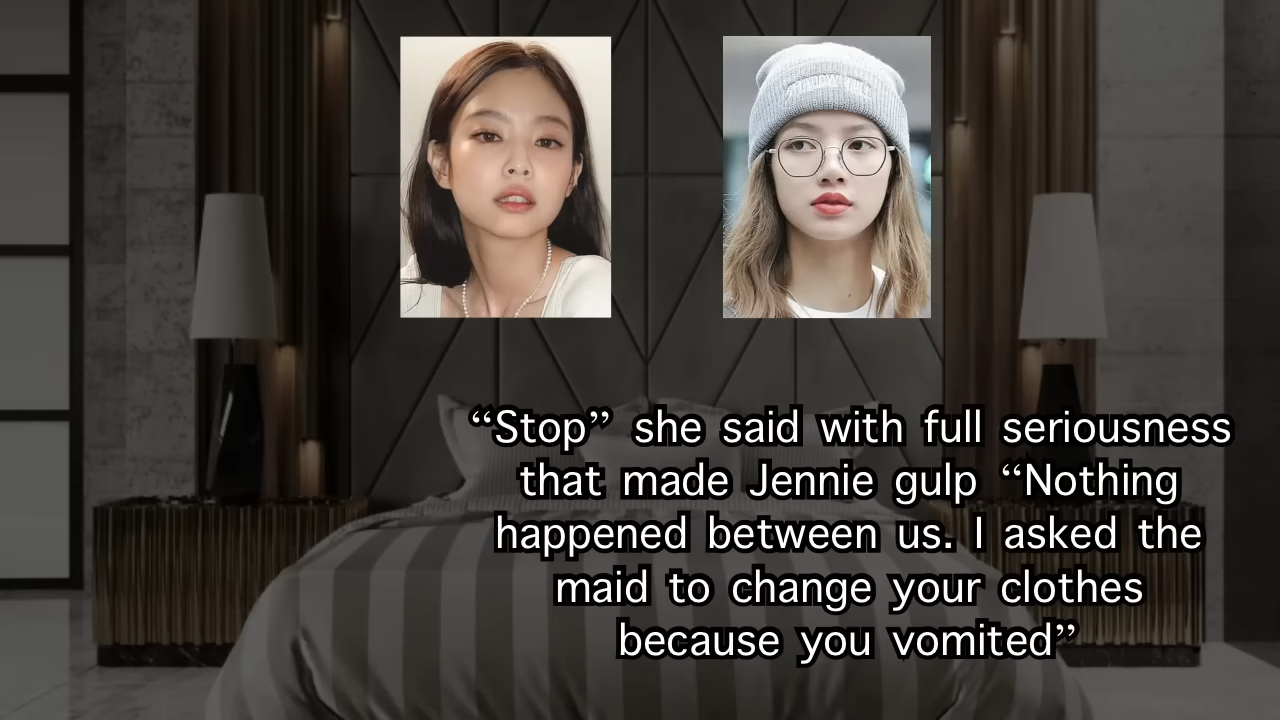 “Stop” she said with full seriousness
that made Jennie gulp “Nothing
happened between us. I asked the
maid to change your clothes
because you vomited”